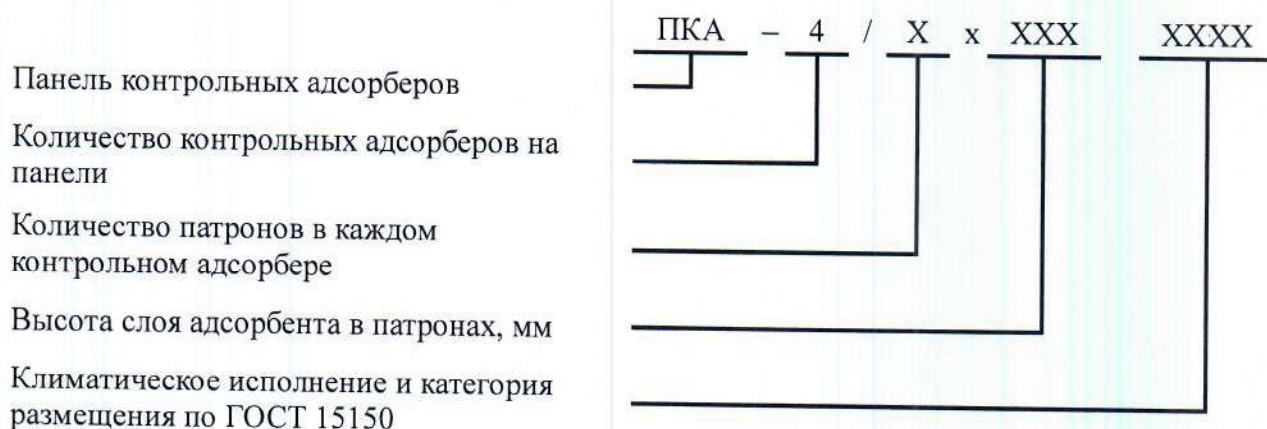 ПКА – 4 / Х х ХХХ ХХХХ
Панель контрольных адсорберов
Количество контрольных адсорберов на
панели
Количество патронов в каждом
контрольном адсорбере
Высота слоя адсорбента в патронах, мм
Климатическое исполнение и категория
размещения по ГОСТ 15150